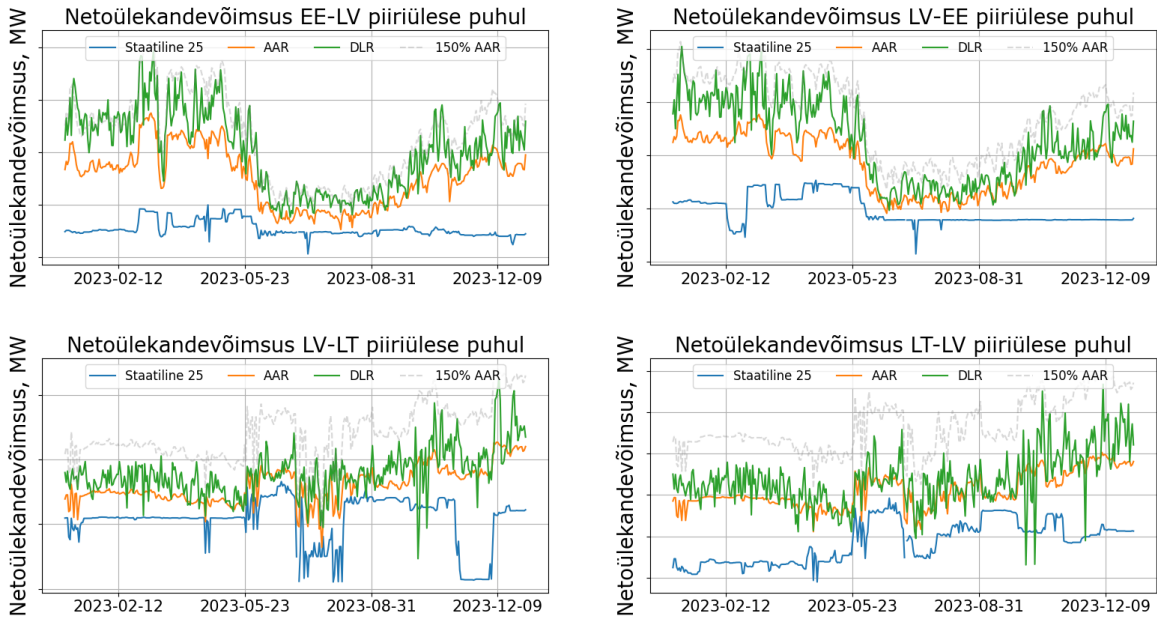 Netoülekandevõimsus EE-LV piiriülese puhul
Netoülekandevõimsus, MW
Staatiline 25 AAR DLR 150% AAR
2023-02-12 2023-05-23 2023-08-31 2023-12-09
Netoülekandevõimsus LV-EE piiriülese puhul
Netoülekandevõimsus, MW
Staatiline 25 AAR DLR 150% AAR
2023-02-12 2023-05-23 2023-08-31 2023-12-09
Netoülekandevõimsus LV-LT piiriülese puhul
Netoülekandevõimsus, MW
Staatiline 25 AAR DLR 150% AAR
2023-02-12 2023-05-23 2023-08-31 2023-12-09
Netoülekandevõimsus LT-LV piiriülese puhul
Netoülekandevõimsus, MW
Staatiline 25 AAR DLR 150% AAR
2023-02-12 2023-05-23 2023-08-31 2023-12-09